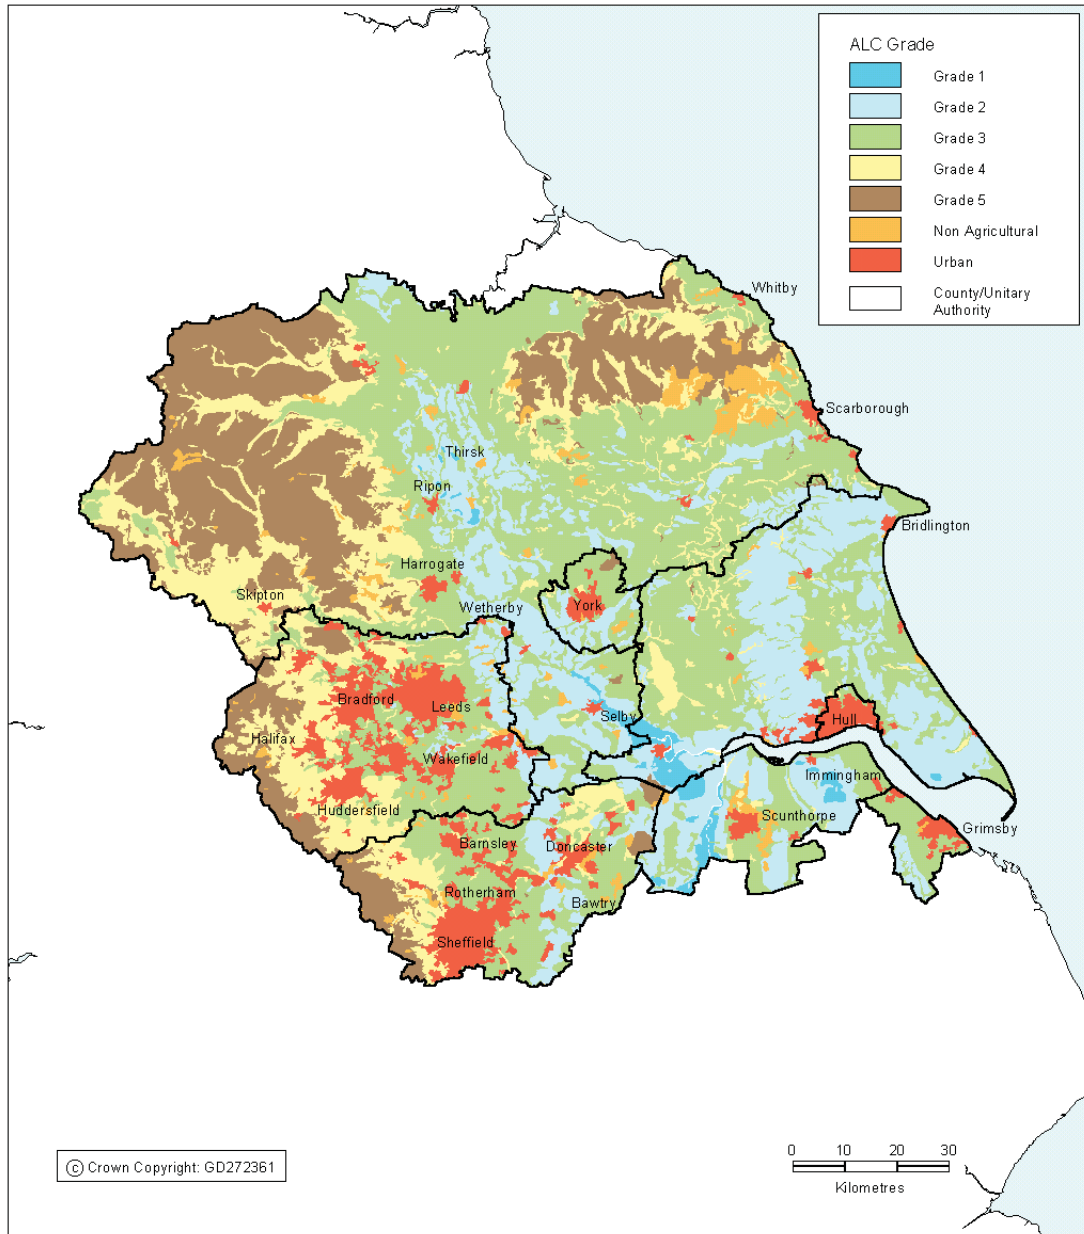 ALC Grade
Grade 1
Grade 2
Grade 3
Grade 4
Grade 5
Non Agricultural
Urban
County/Unitary
Authority
Whitby
Scarborough
Thirsk
Ripon
Bridlington
Harrogate
Skipton
Wetherby
York
Bradford
Leeds
Selby
Hull
Halifax
Wakefield
Immingham
Huddersfield
Scunthorpe
Grimsby
Barnsley
Doncaster
Rotherham
Bawtry
Sheffield
© Crown Copyright: GD272361
0 10 20 30
Kilometres